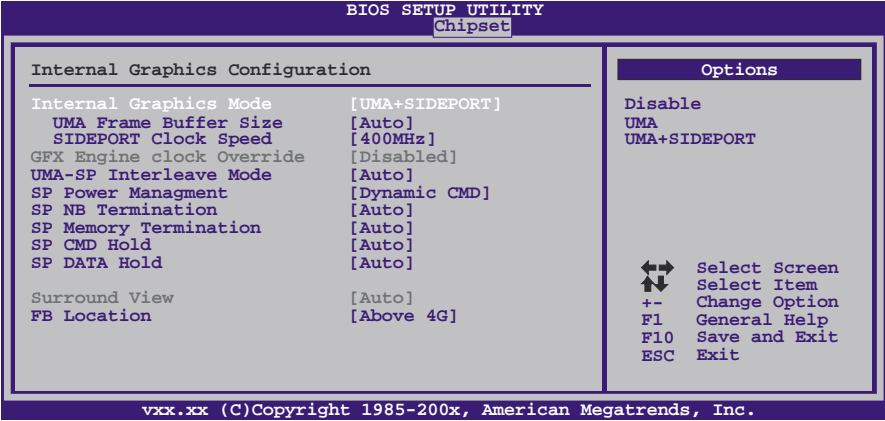 BIOS SETUP UTILITY
Chipset
Internal Graphics Configuration
Internal Graphics Mode [UMA+SIDEPORT]
UMA Frame Buffer Size [Auto]
SIDEPORT Clock Speed [400MHz]
GFX Engine clock Override [Disabled]
UMA-SP Interleave Mode [Auto]
SP Power Managment [Dynamic CMD]
SP NB Termination [Auto]
SP Memory Termination [Auto]
SP CMD Hold [Auto]
SP DATA Hold [Auto]
Surround View [Auto]
FB Location [Above 4G]
Options
Disable
UMA
UMA+SIDEPORT
Select Screen
Select Item
+- Change Option
F1 General Help
F10 Save and Exit
ESC Exit
vxx.xx (C)Copyright 1985-200x, American Megatrends, Inc.